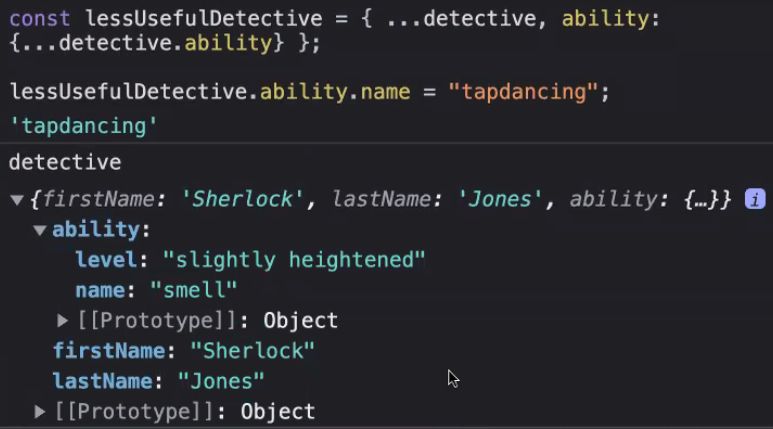 const lessUsefulDetective = { ...detective, ability:
{...detective.ability} };
lessUsefulDetective.ability.name = "tapdancing";
'tapdancing'
detective
▼{firstName: 'Sherlock', lastName: 'Jones', ability: {…}} i
▼ability:
level: "slightly heightened"
name: "smell"
▶[[Prototype]]: Object
firstName: "Sherlock"
lastName: "Jones"
▶[[Prototype]]: Object